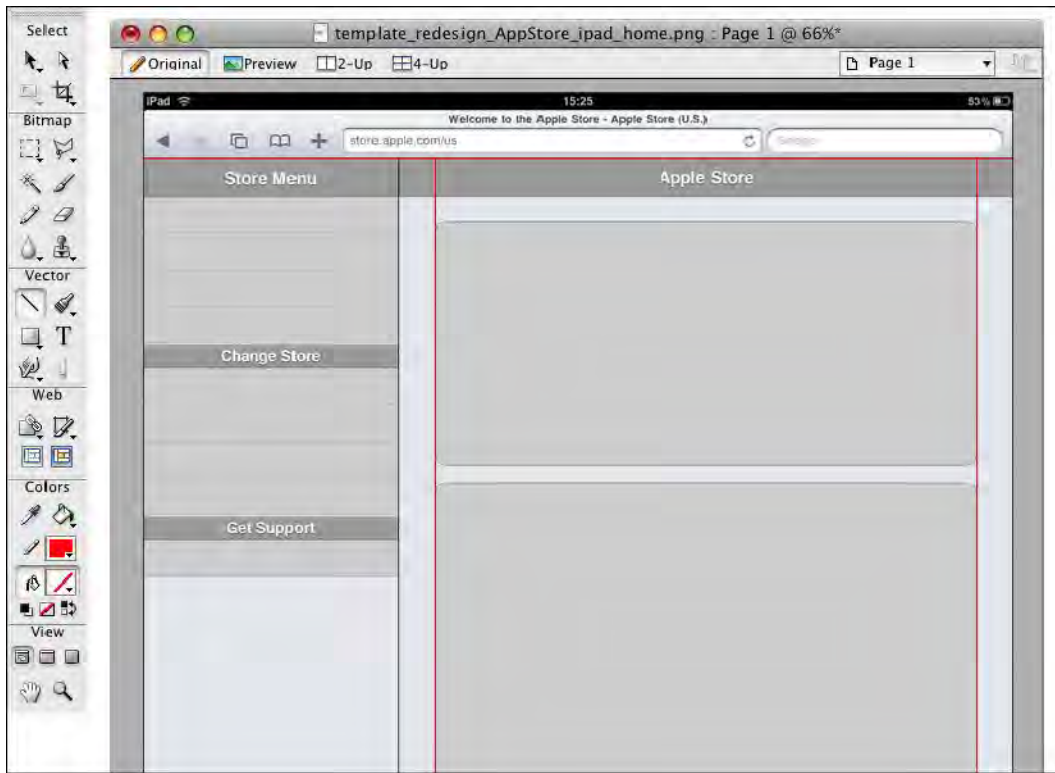 Select
template_redesign_AppStore_ipad_home.png : Page 1 @ 66%*
Original
Preview
2-Up
4-Up
Page 1
iPad
15:25
53%
Welcome to the Apple Store - Apple Store (U.S.)
Bitmap
store.apple.com/us
Store Menu
Apple Store
Vector
T
Change Store
Web
Colors
Get Support
View